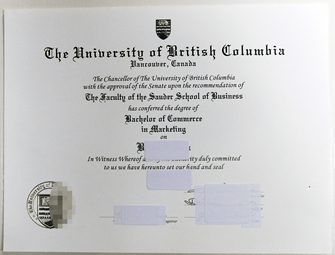 The University of British Columbia
Vancouver, Canada
The Chancellor of The University of British Columbia
with the approval of the Senate upon the recommendation of
The Faculty of the Sauder School of Business
has conferred the degree of
Bachelor of Commerce
in Marketing
on
B
In Witness Whereof duly committed
to us we have hereunto set our hand and seal